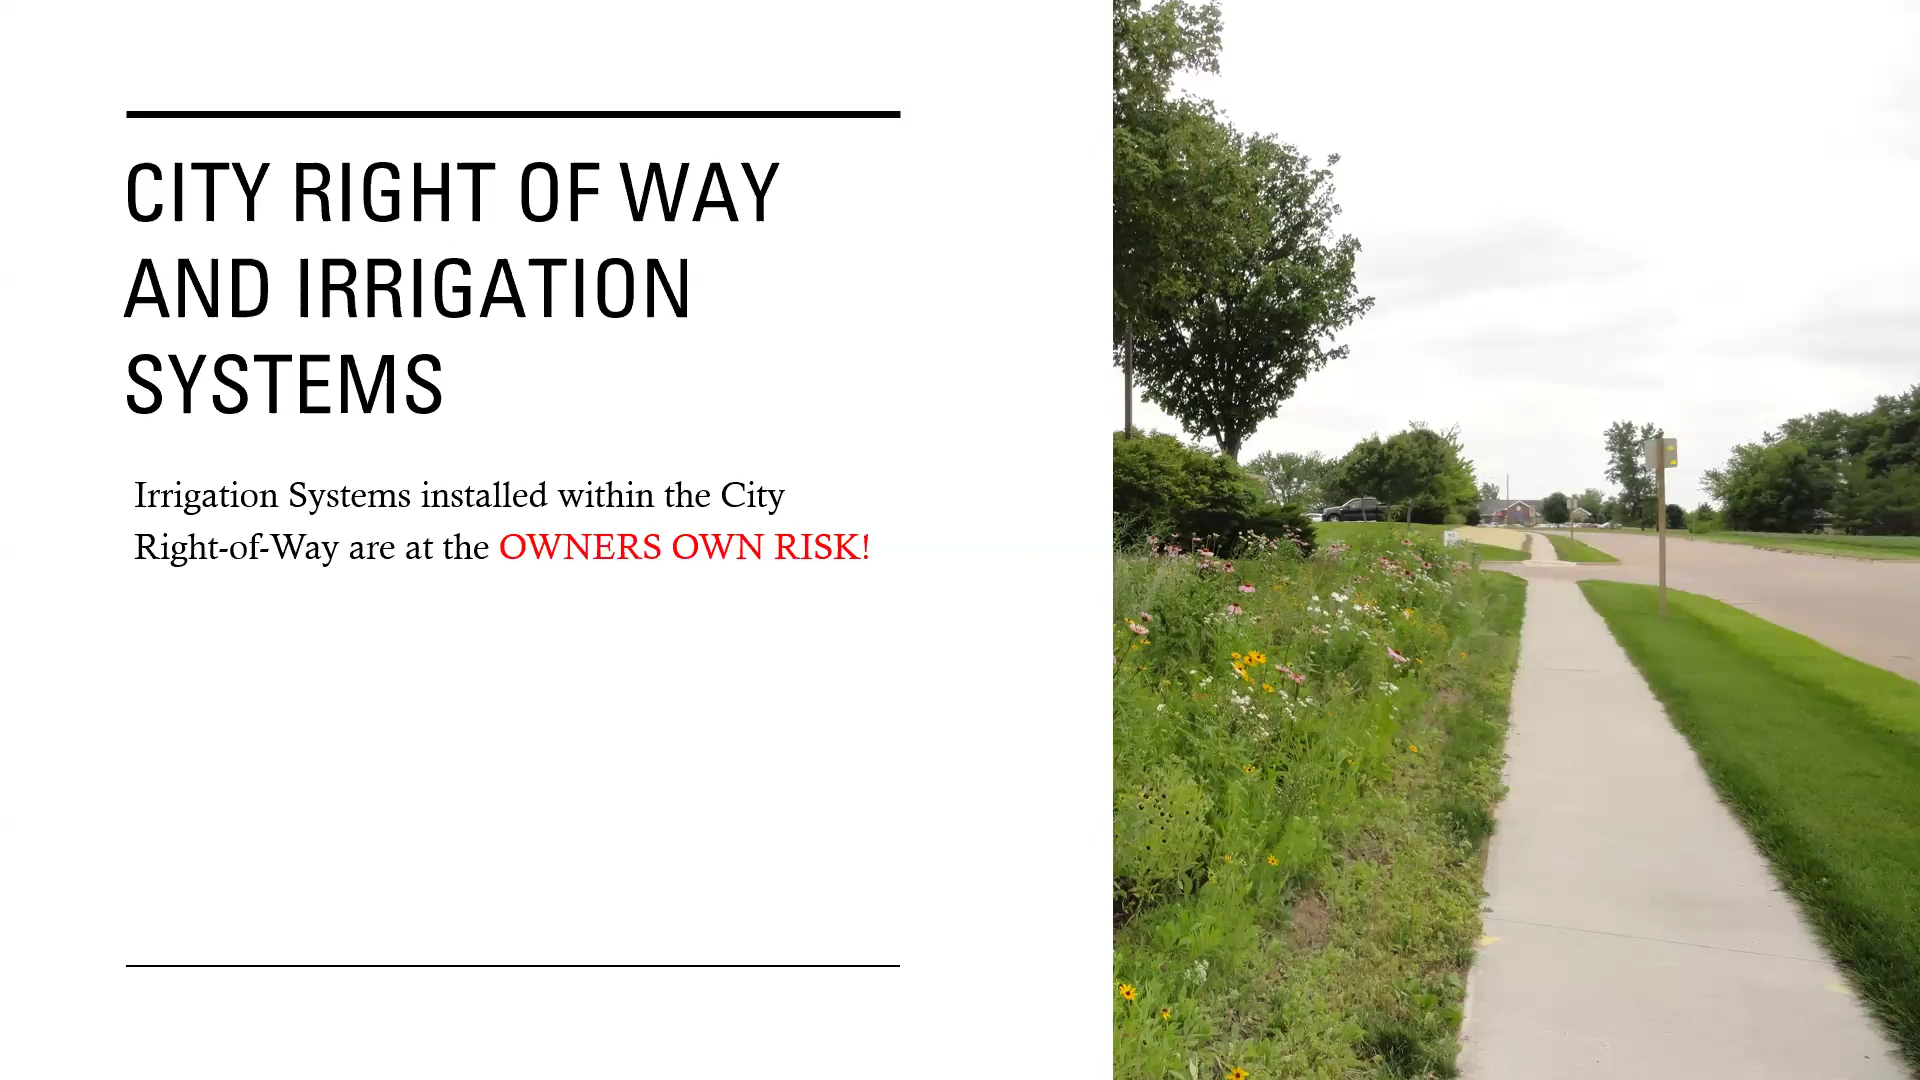 CITY RIGHT OF WAY
AND IRRIGATION
SYSTEMS
Irrigation Systems installed within the City
Right-of-Way are at the OWNERS OWN RISK!